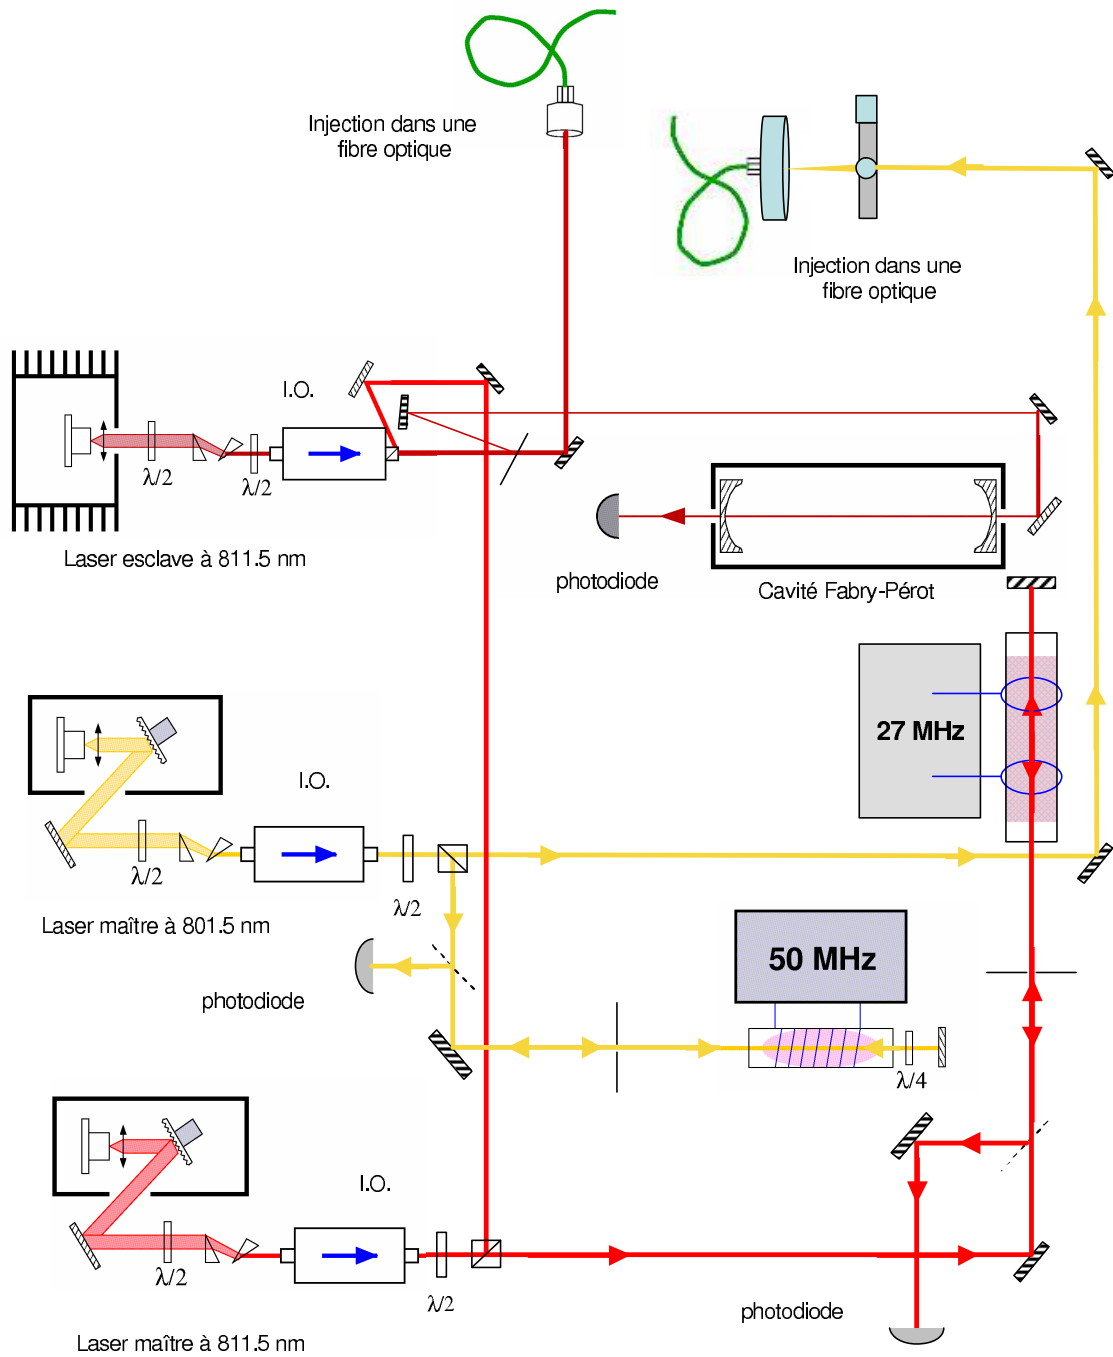 Injection dans une
fibre optique
Injection dans une
fibre optique
I.O.
λ/2
λ/2
Laser esclave à 811.5 nm
photodiode
Cavité Fabry-Pérot
27 MHz
I.O.
λ/2
λ/2
Laser maître à 801.5 nm
50 MHz
photodiode
λ/4
I.O.
λ/2
λ/2
photodiode
Laser maître à 811.5 nm